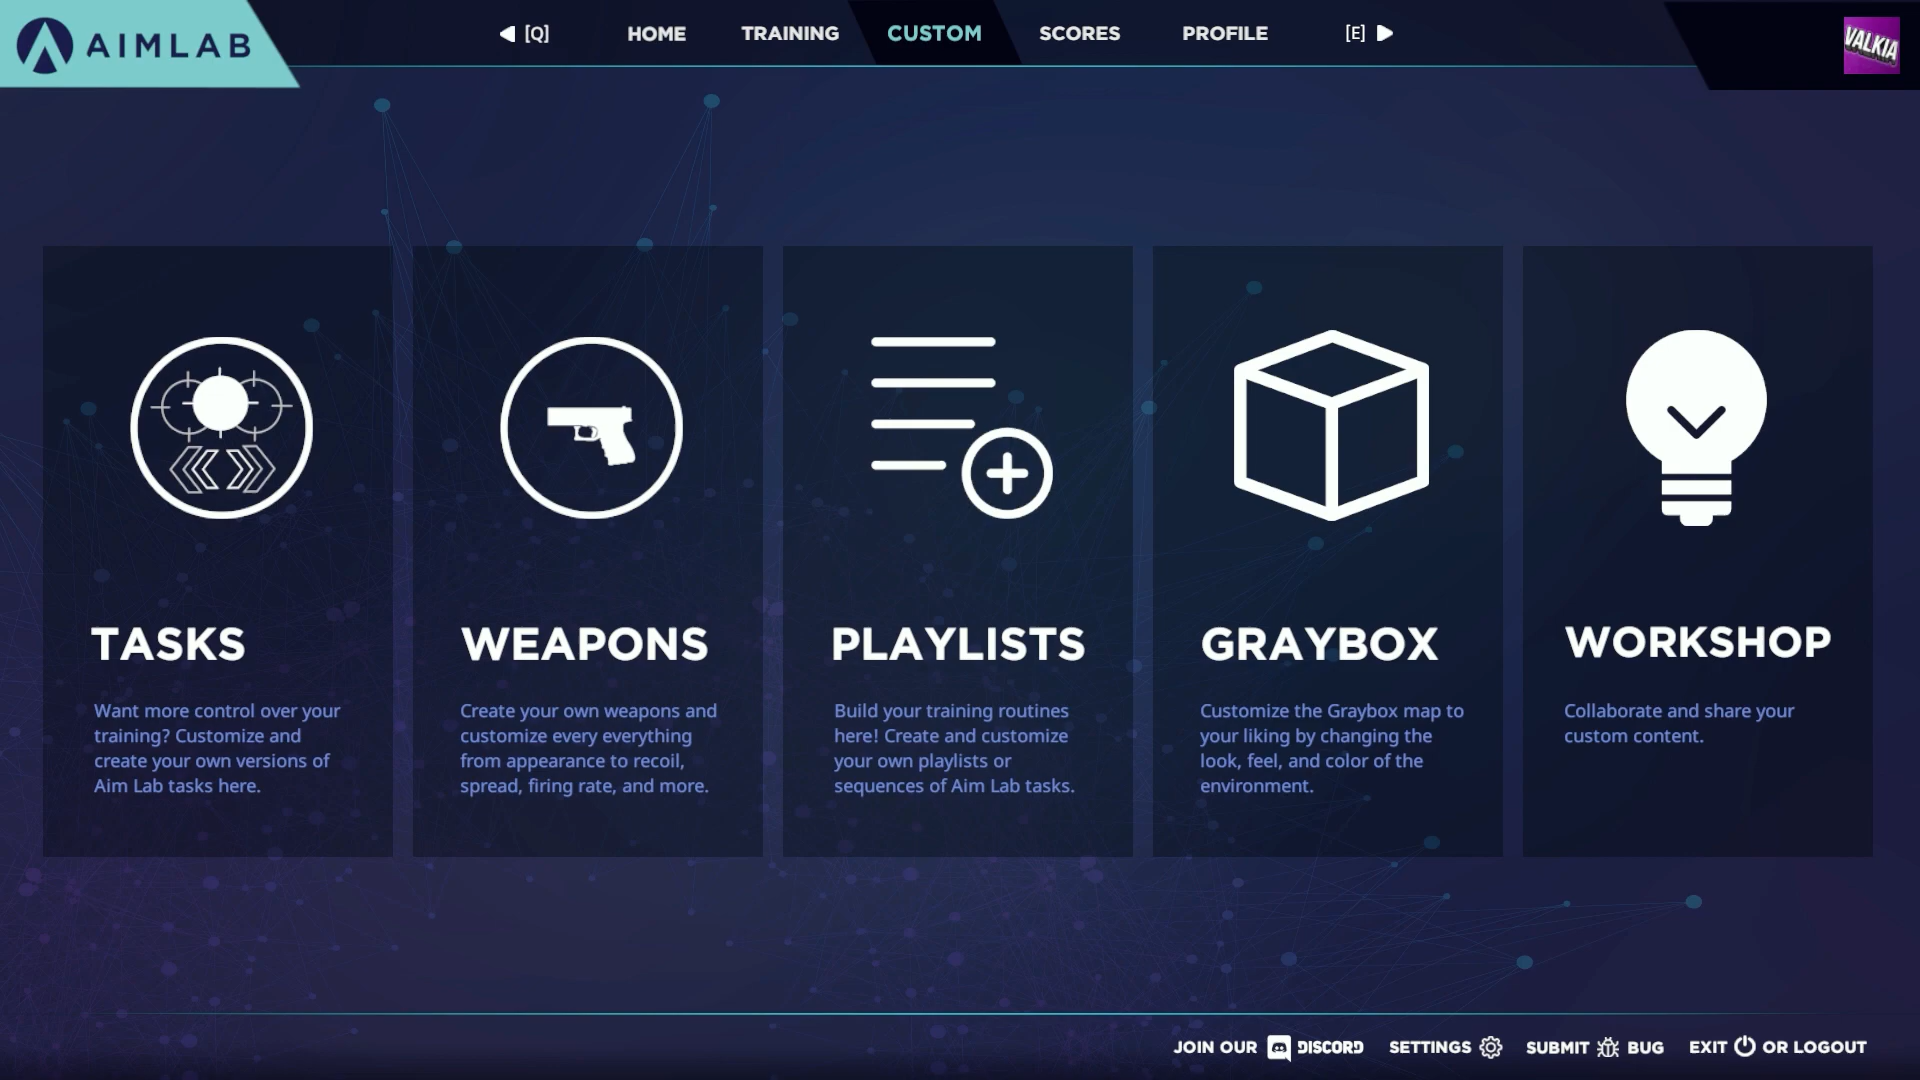 AIMLAB
[Q]
HOME
TRAINING
CUSTOM
SCORES
PROFILE
[E]
VALKIA
TASKS
Want more control over your
training? Customize and
create your own versions of
Aim Lab tasks here.
WEAPONS
Create your own weapons and
customize every everything
from appearance to recoil,
spread, firing rate, and more.
PLAYLISTS
Build your training routines
here! Create and customize
your own playlists or
sequences of Aim Lab tasks.
GRAYBOX
Customize the Graybox map to
your liking by changing the
look, feel, and color of the
environment.
WORKSHOP
Collaborate and share your
custom content.
JOIN OUR DISCORD
SETTINGS
SUBMIT BUG
EXIT OR LOGOUT